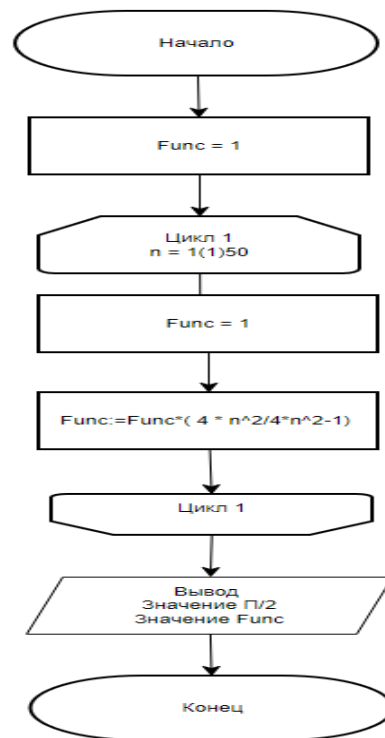 Начало
Func = 1
Цикл 1
n = 1(1)50
Func = 1
Func:=Func*( 4 * n^2/4*n^2-1)
Цикл 1
Вывод
Значение П/2
Значение Func
Конец